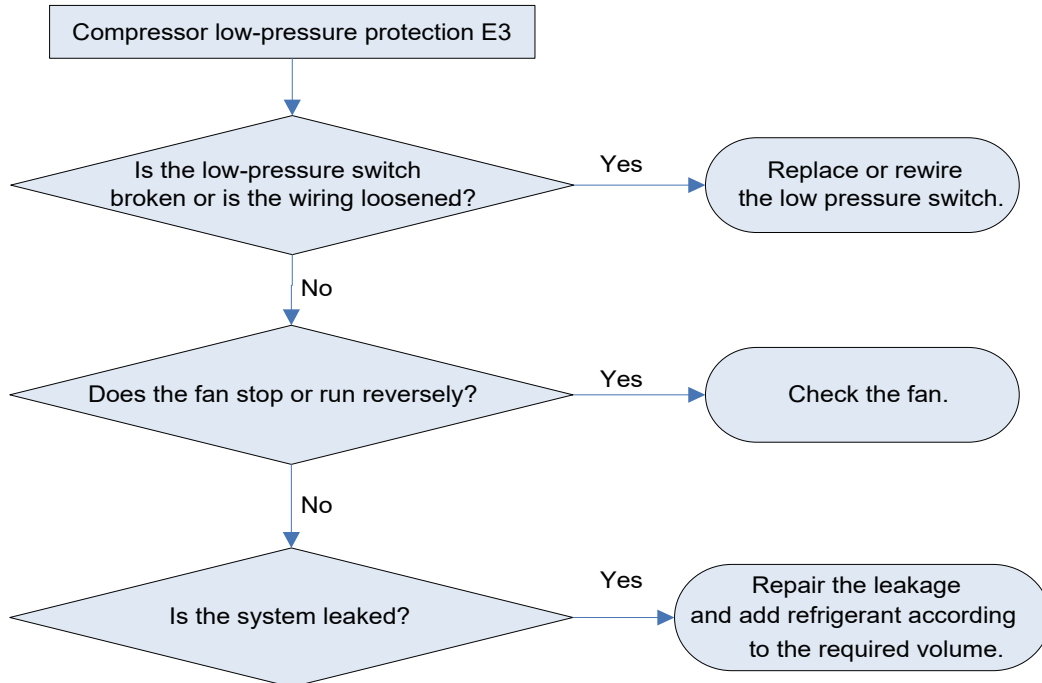 Compressor low-pressure protection E3
Is the low-pressure switch
broken or is the wiring loosened?
Yes
Replace or rewire
the low pressure switch.
No
Does the fan stop or run reversely?
Yes
Check the fan.
No
Is the system leaked?
Yes
Repair the leakage
and add refrigerant according
to the required volume.